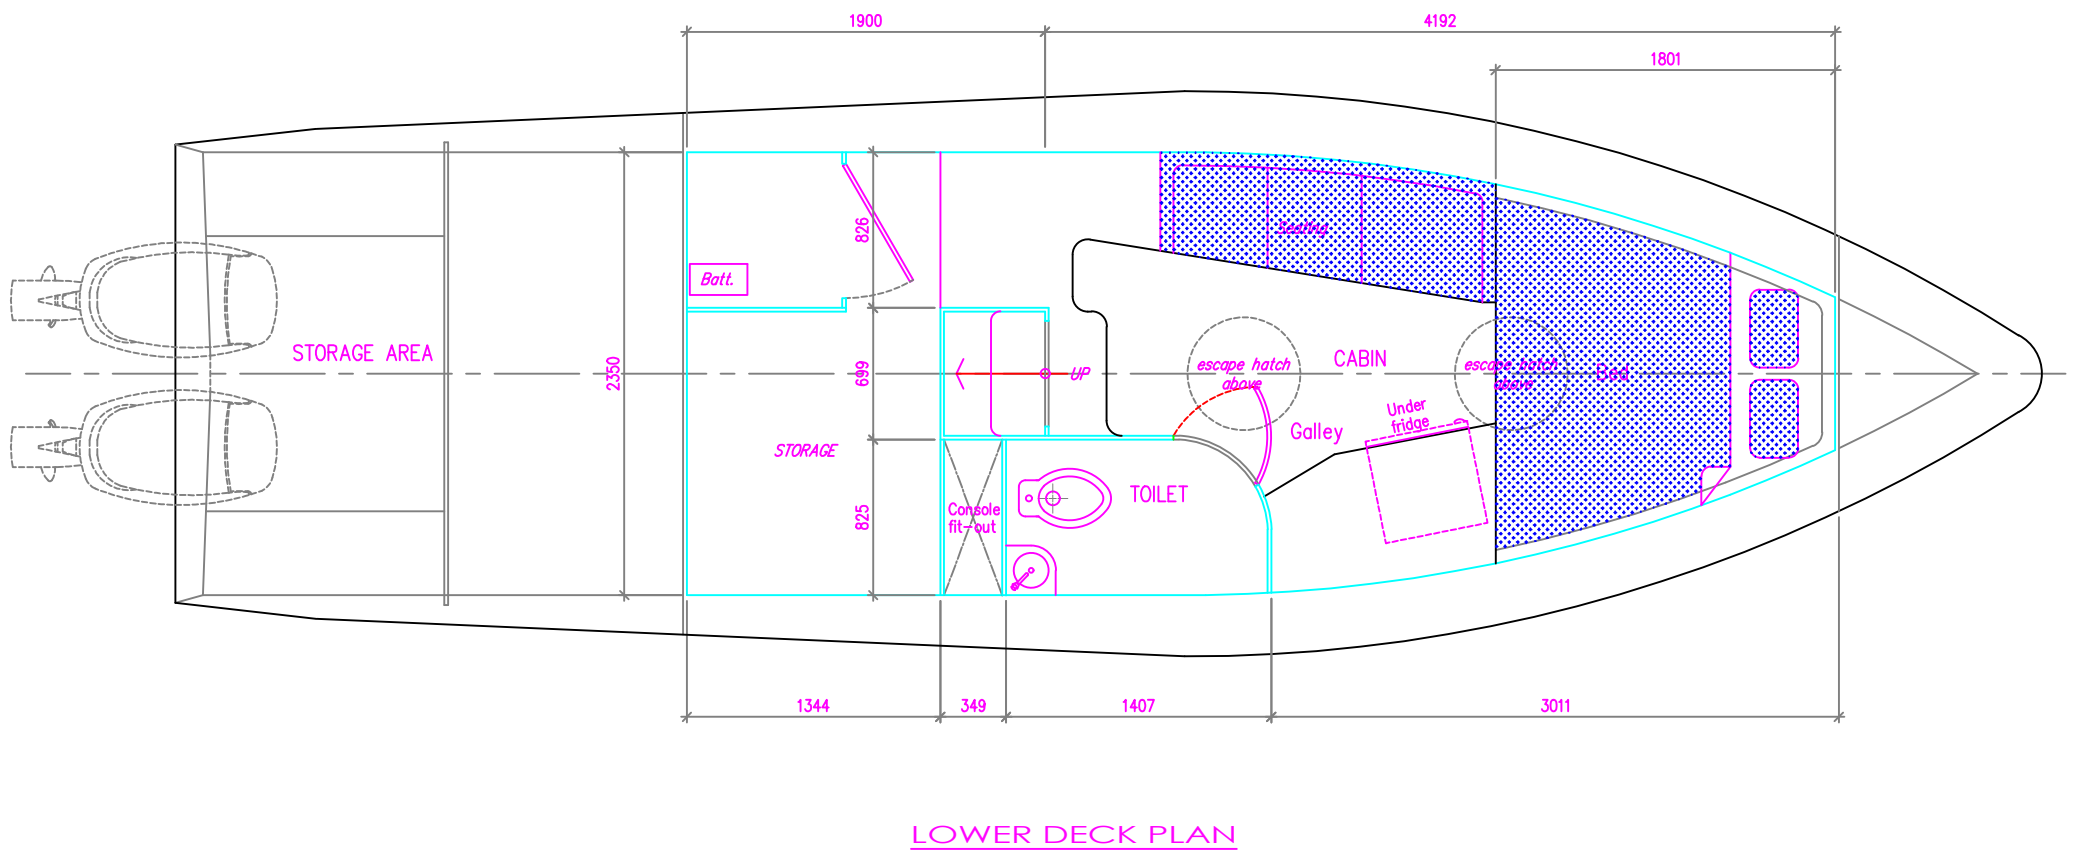 1900
4192
1801
826
Seating
Batt.
STORAGE AREA
2350
699
UP
escape hatch
above
CABIN
escape hatch
above
Bed
Under
fridge
Galley
STORAGE
TOILET
825
Console
fit-out
1344
349
1407
3011
LOWER DECK PLAN